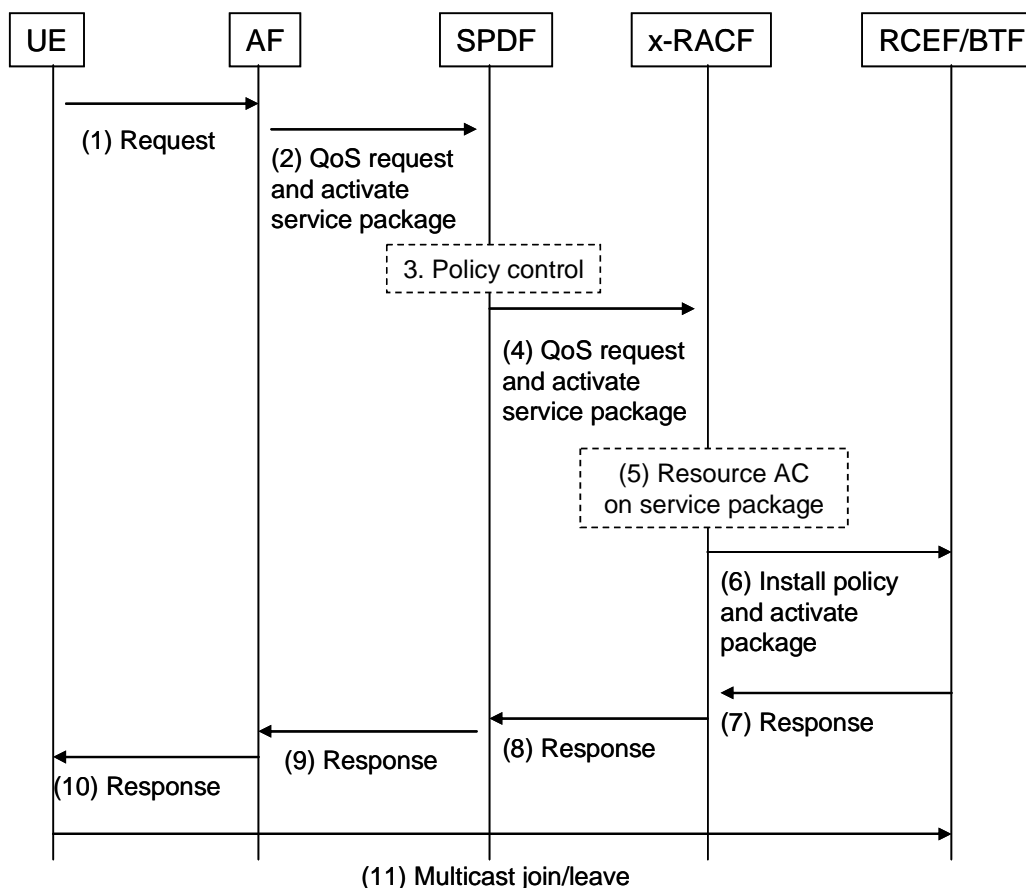 UE
AF
SPDF
x-RACF
RCEF/BTF
(1) Request
(2) QoS request
and activate
service package
3. Policy control
(4) QoS request
and activate
service package
(5) Resource AC
on service package
(6) Install policy
and activate
package
(7) Response
(8) Response
(9) Response
(10) Response
(11) Multicast join/leave